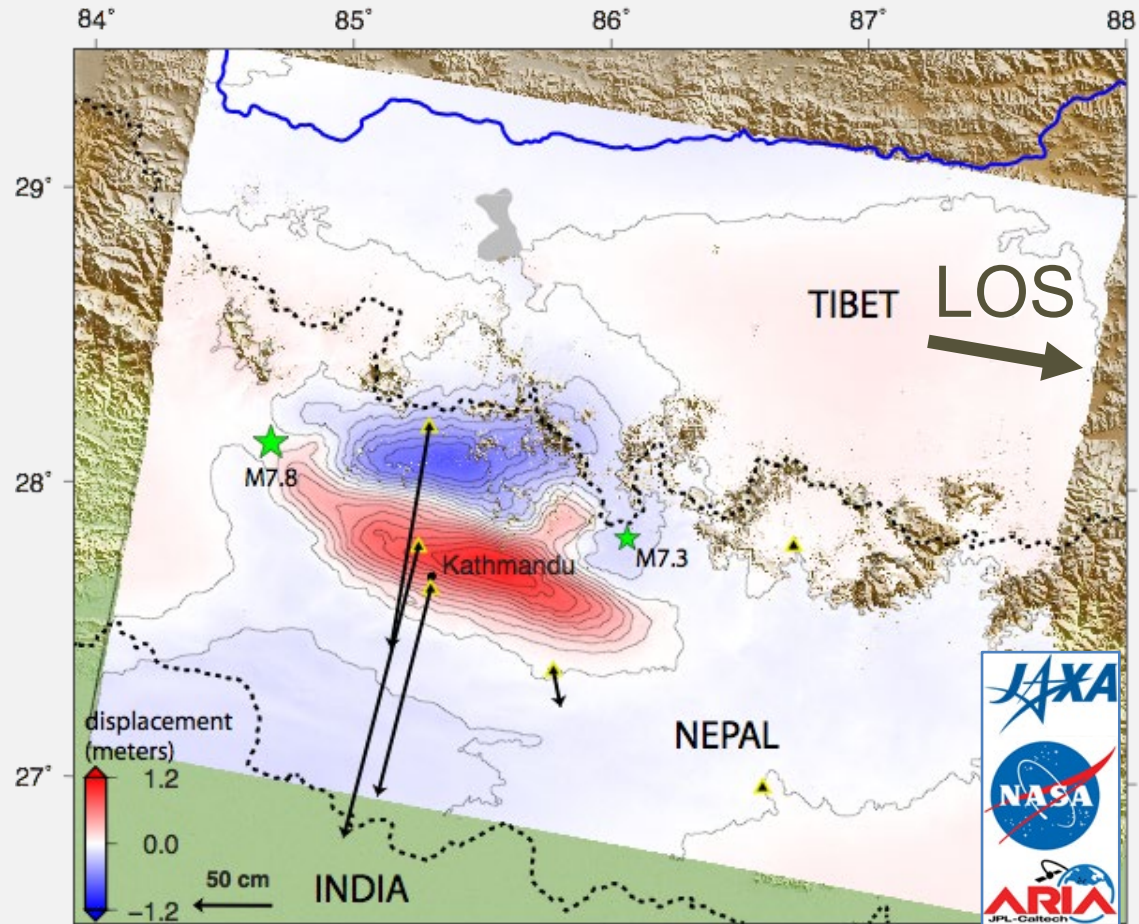 84° 85° 86° 87° 88
29°
TIBET
LOS
28°
M7.8
Kathmandu
M7.3
NEPAL
displacement
(meters)
27°
1.2
0.0
−1.2
50 cm
INDIA
JAXA
NASA
ARIA
JPL-Caltech